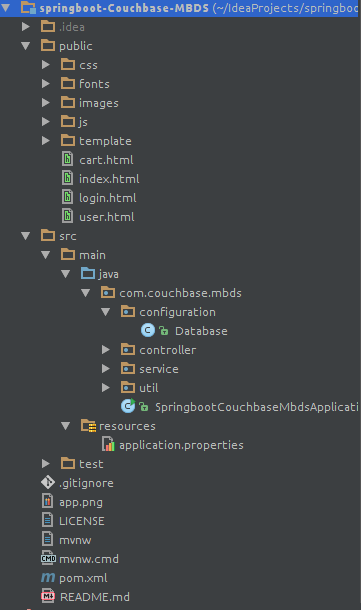 springboot-Couchbase-MBDS (~/IdeaProjects/springboo
.idea
public
css
fonts
images
js
template
cart.html
index.html
login.html
user.html
src
main
java
com.couchbase.mbds
configuration
Database
controller
service
util
SpringbootCouchbaseMbdsApplicati
resources
application.properties
test
.gitignore
app.png
LICENSE
mvnw
mvnw.cmd
pom.xml
README.md